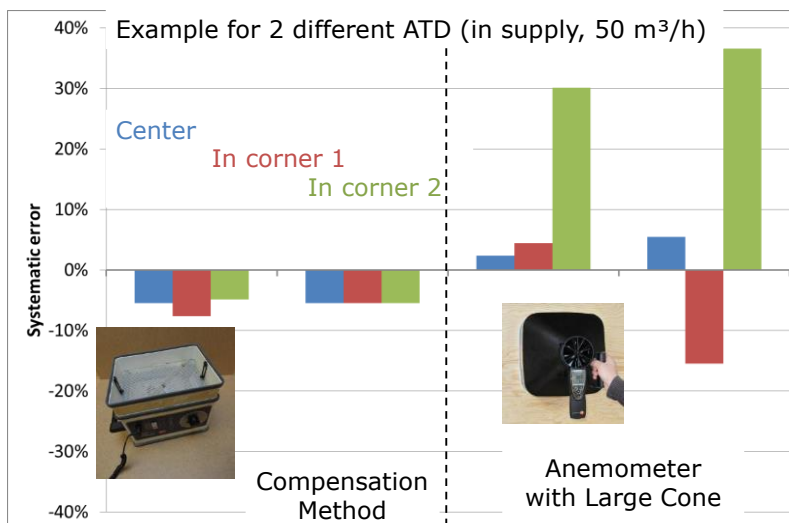 Example for 2 different ATD (in supply, 50 m³/h)
40%
30%
20%
10%
0%
-10%
-20%
-30%
-40%
Systematic error
Center
In corner 1
In corner 2
Compensation
Method
Anemometer
with Large Cone